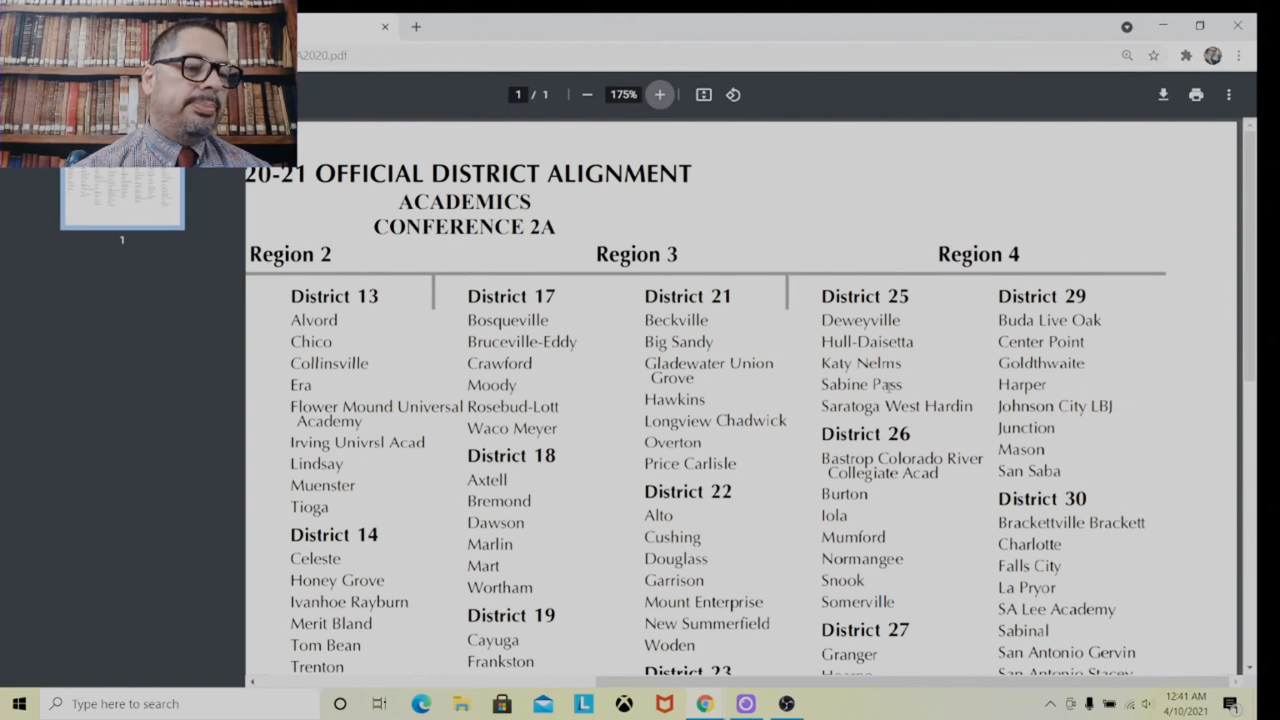 A2020.pdf
1 / 1
175%
1
20-21 OFFICIAL DISTRICT ALIGNMENT
ACADEMICS
CONFERENCE 2A
Region 2
Region 3
Region 4
District 13
Alvord
Chico
Collinsville
Era
Flower Mound Universal
Academy
Irving Univrsl Acad
Lindsay
Muenster
Tioga
District 14
Celeste
Honey Grove
Ivanhoe Rayburn
Merit Bland
Tom Bean
Trenton
District 17
Bosqueville
Bruceville-Eddy
Crawford
Moody
Rosebud-Lott
Waco Meyer
District 18
Axtell
Bremond
Dawson
Marlin
Mart
Wortham
District 19
Cayuga
Frankston
District 21
Beckville
Big Sandy
Gladewater Union
Grove
Hawkins
Longview Chadwick
Overton
Price Carlisle
District 22
Alto
Cushing
Douglass
Garrison
Mount Enterprise
New Summerfield
Woden
District 23
District 25
Deweyville
Hull-Daisetta
Katy Nelms
Sabine Pass
Saratoga West Hardin
District 26
Bastrop Colorado River
Collegiate Acad
Burton
Iola
Mumford
Normangee
Snook
Somerville
District 27
Granger
Hearne
District 29
Buda Live Oak
Center Point
Goldthwaite
Harper
Johnson City LBJ
Junction
Mason
San Saba
District 30
Brackettville Brackett
Charlotte
Falls City
La Pryor
SA Lee Academy
Sabinal
San Antonio Gervin
San Antonio Stacey
Type here to search
12:41 AM
4/10/2021